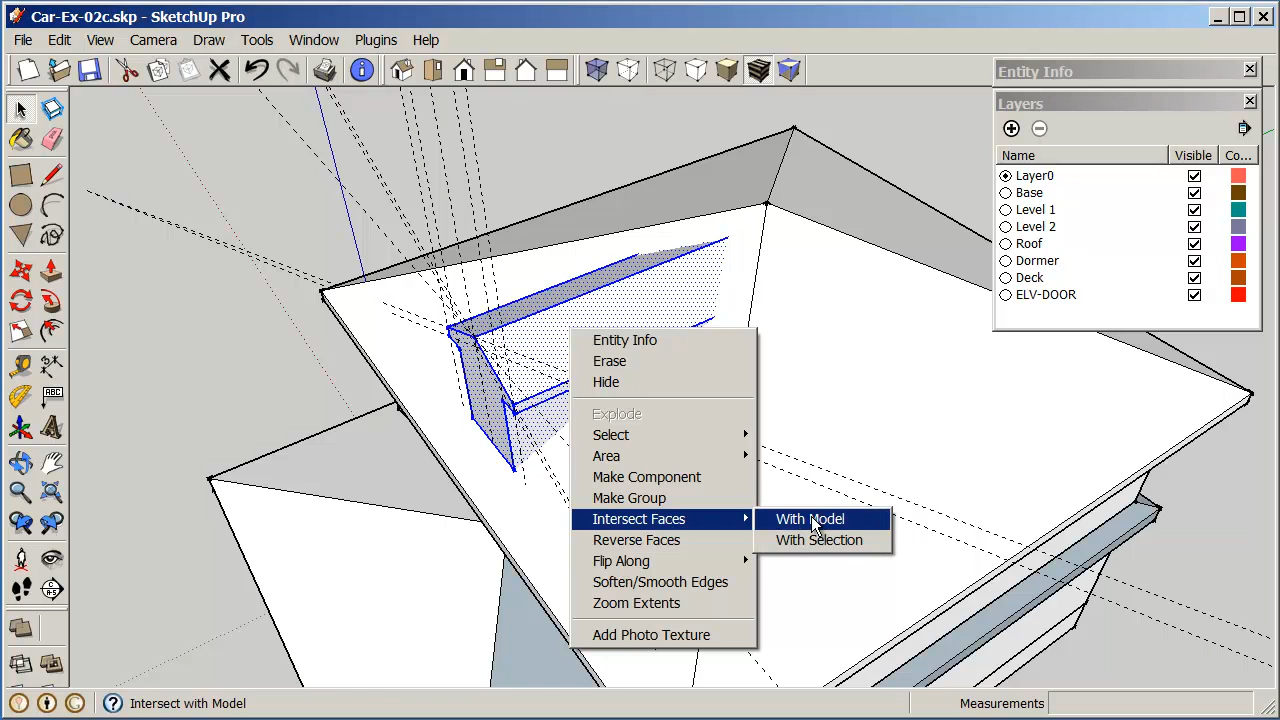 Car-Ex-02c.skp - SketchUp Pro
File Edit View Camera Draw Tools Window Plugins Help
Entity Info
Layers
Name Visible Co...
Layer0
Base
Level 1
Level 2
Roof
Dormer
Deck
ELV-DOOR
Entity Info
Erase
Hide
Explode
Select
Area
Make Component
Make Group
Intersect Faces
With Model
Reverse Faces
With Selection
Flip Along
Soften/Smooth Edges
Zoom Extents
Add Photo Texture
ABC
Intersect with Model
Measurements